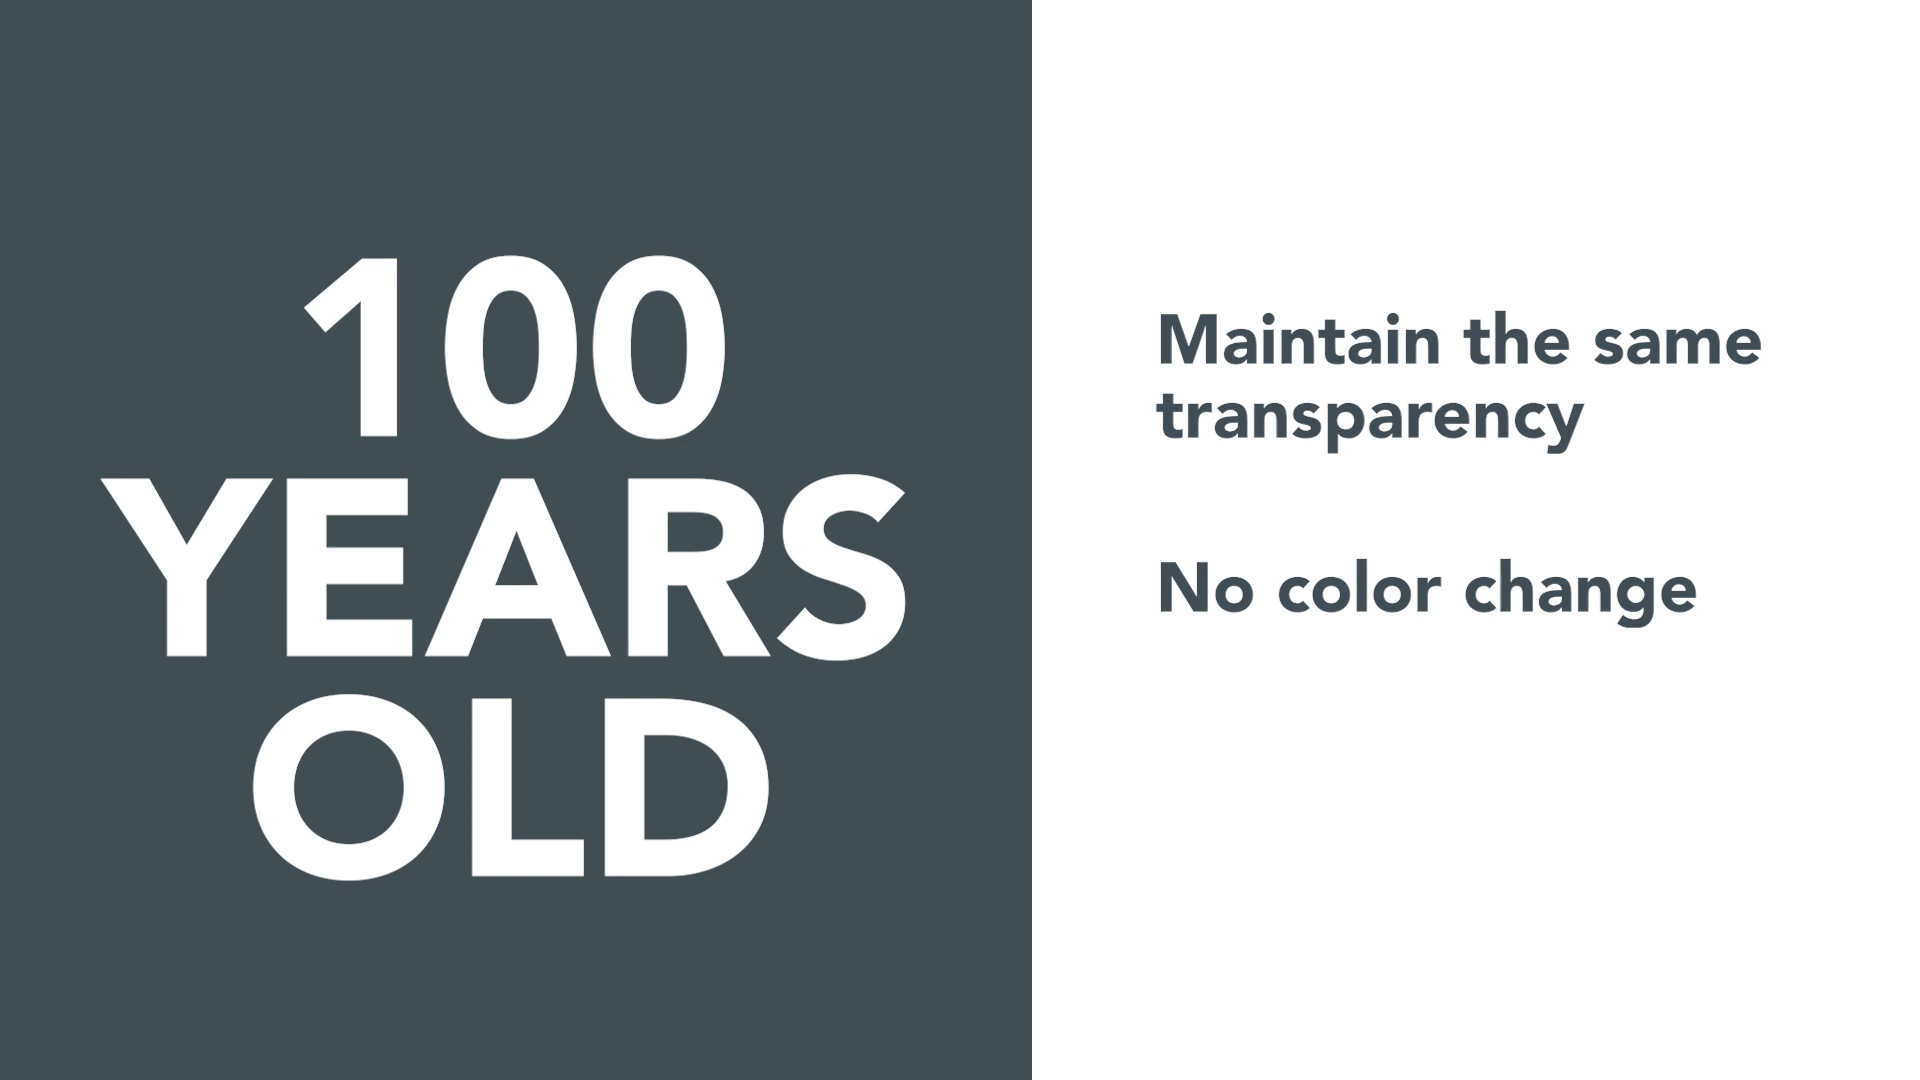 100
YEARS
OLD
Maintain the same
transparency
No color change